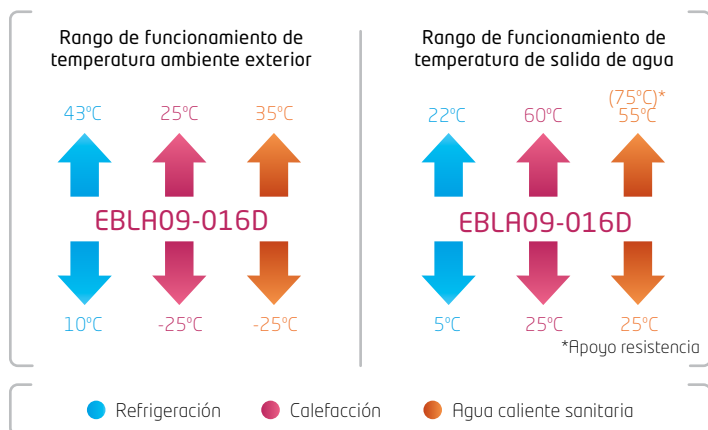 Rango de funcionamiento de
temperatura ambiente exterior
43ºC 25ºC 35ºC
EBLA09-016D
10ºC -25ºC -25ºC
Rango de funcionamiento de
temperatura de salida de agua
(75ºC)*
22ºC 60ºC 55ºC
EBLA09-016D
5ºC 25ºC 25ºC
*Apoyo resistencia
Refrigeración Calefacción Agua caliente sanitaria